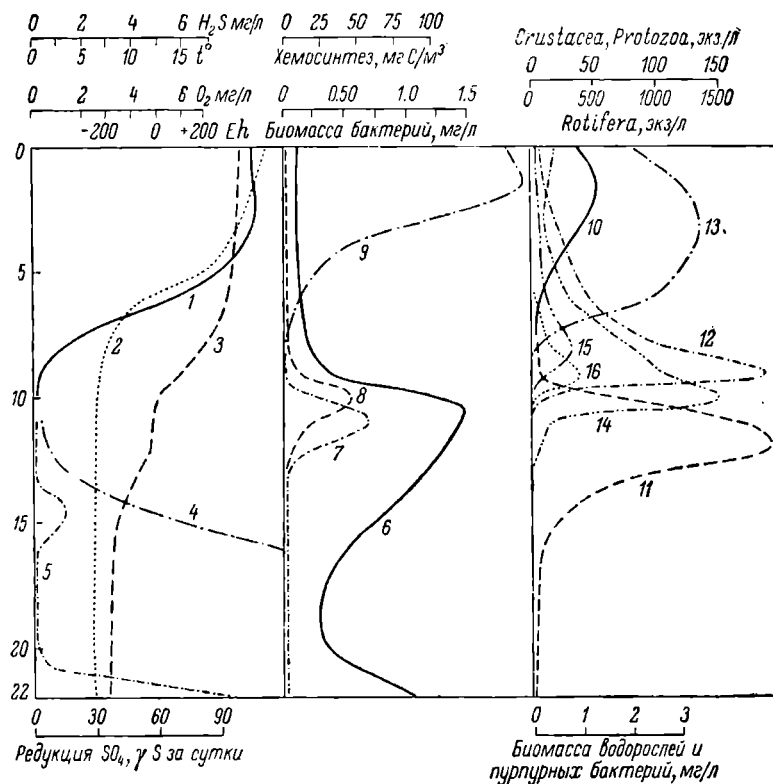 0 2 4 6 H₂S мг/л
0 5 10 15 t°
0 2 4 6 O₂ мг/л
-200 0 +200 Eh
0 25 50 100
Хемосинтез, мг C/м³
0 0.50 1.0 1.5
Биомасса бактерий, мг/л
Crustacea, Protozoa, экз/л
0 50 100 150
0 500 1000 1500
Rotifera, экз/л
0
5
10
15
20
22
1
2
3
4
5
9
8
7
6
10
13
12
15
16
14
11
0 30 60 90
Редукция SO₄, γ S за сутки
0 1 2 3
Биомасса водорослей и
пурпурных бактерий, мг/л